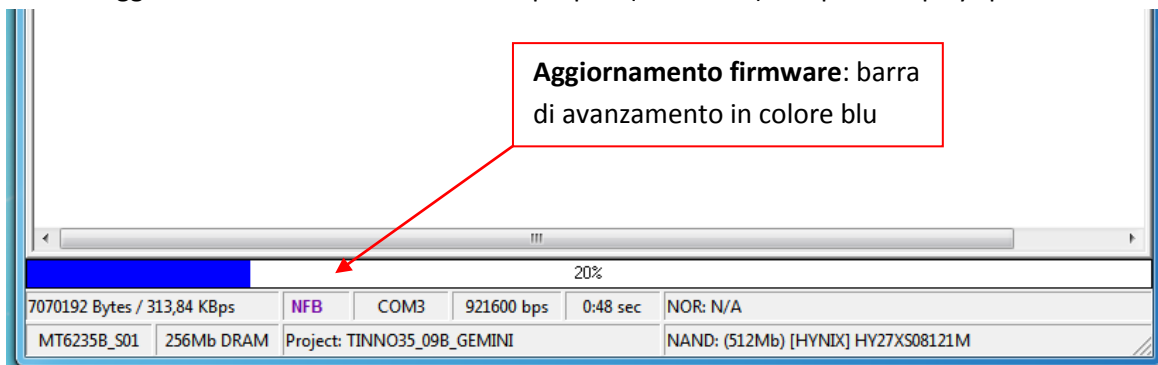 Aggiornamento firmware: barra
di avanzamento in colore blu
20%
7070192 Bytes / 313,84 KBps NFB COM3 921600 bps 0:48 sec NOR: N/A
MT6235B_S01 256Mb DRAM Project: TINNO35_09B_GEMINI NAND: (512Mb) [HYNIX] HY27XS08121M